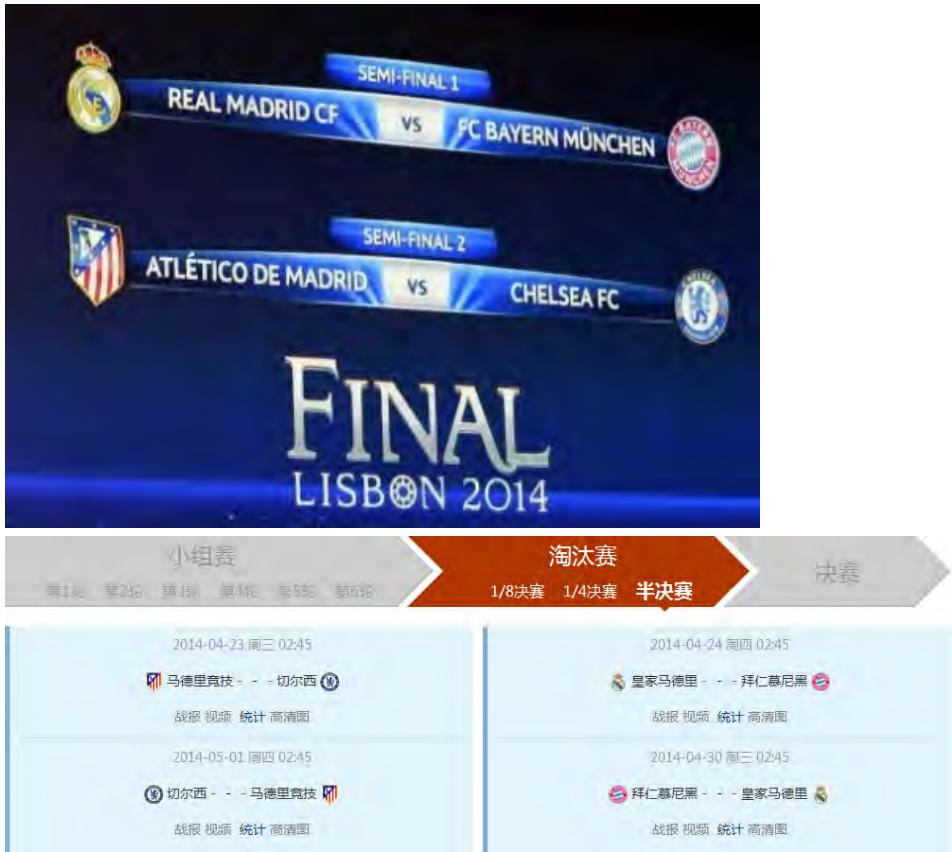 SEMI-FINAL 1
REAL MADRID CF VS FC BAYERN MÜNCHEN
SEMI-FINAL 2
ATLÉTICO DE MADRID VS CHELSEA FC
FINAL
LISBON 2014
小组赛
第1轮 第2轮 第3轮 第4轮 第5轮 第6轮
淘汰赛
1/8决赛 1/4决赛 半决赛
决赛
2014-04-23 周三 02:45
马德里竞技 - - - 切尔西
战报 视频 统计 高清图
2014-05-01 周四 02:45
切尔西 - - - 马德里竞技
战报 视频 统计 高清图
2014-04-24 周四 02:45
皇家马德里 - - - 拜仁慕尼黑
战报 视频 统计 高清图
2014-04-30 周三 02:45
拜仁慕尼黑 - - - 皇家马德里
战报 视频 统计 高清图